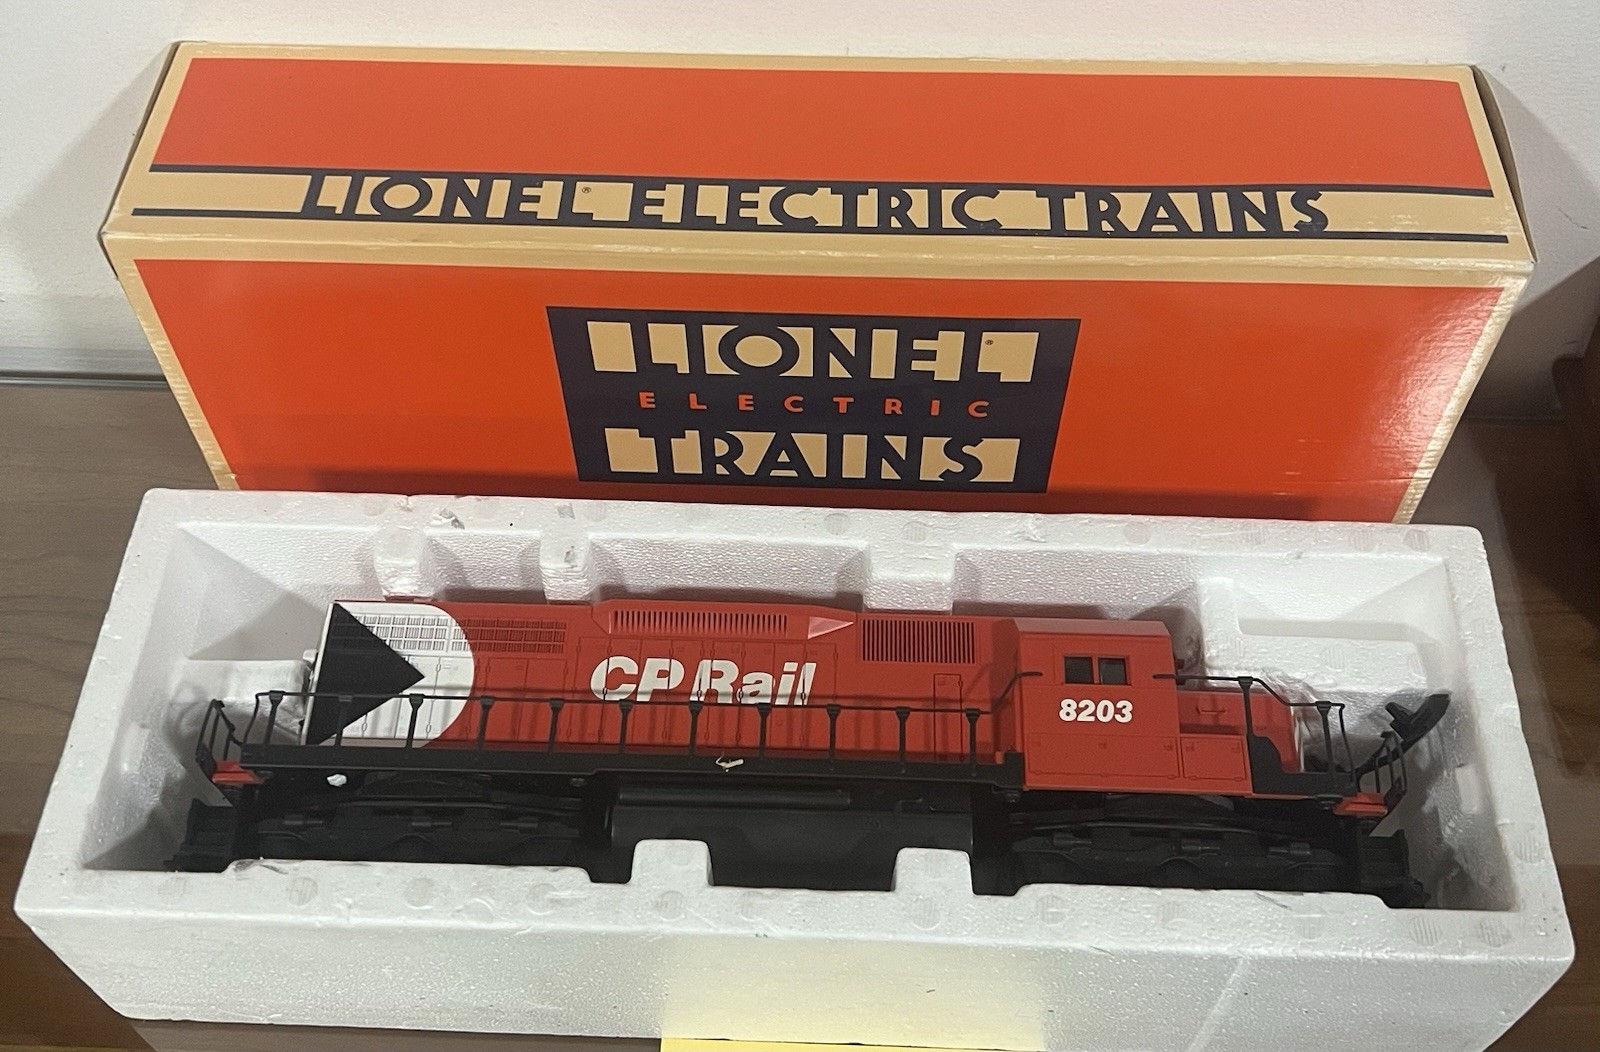 LIONEL® ELECTRIC TRAINS
LIONEL®
ELECTRIC
TRAINS
CP Rail
8203